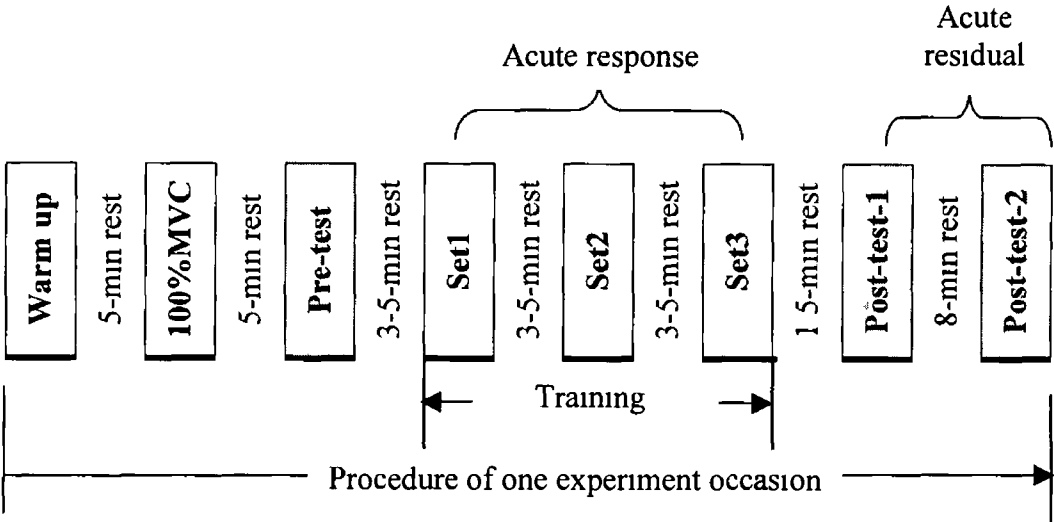 Acute response
Acute
residual
Warm up
5-min rest
100%MVC
5-min rest
Pre-test
3-5-min rest
Set1
3-5-min rest
Set2
3-5-min rest
Set3
1 5-min rest
Post-test-1
8-min rest
Post-test-2
Training
Procedure of one experiment occasion